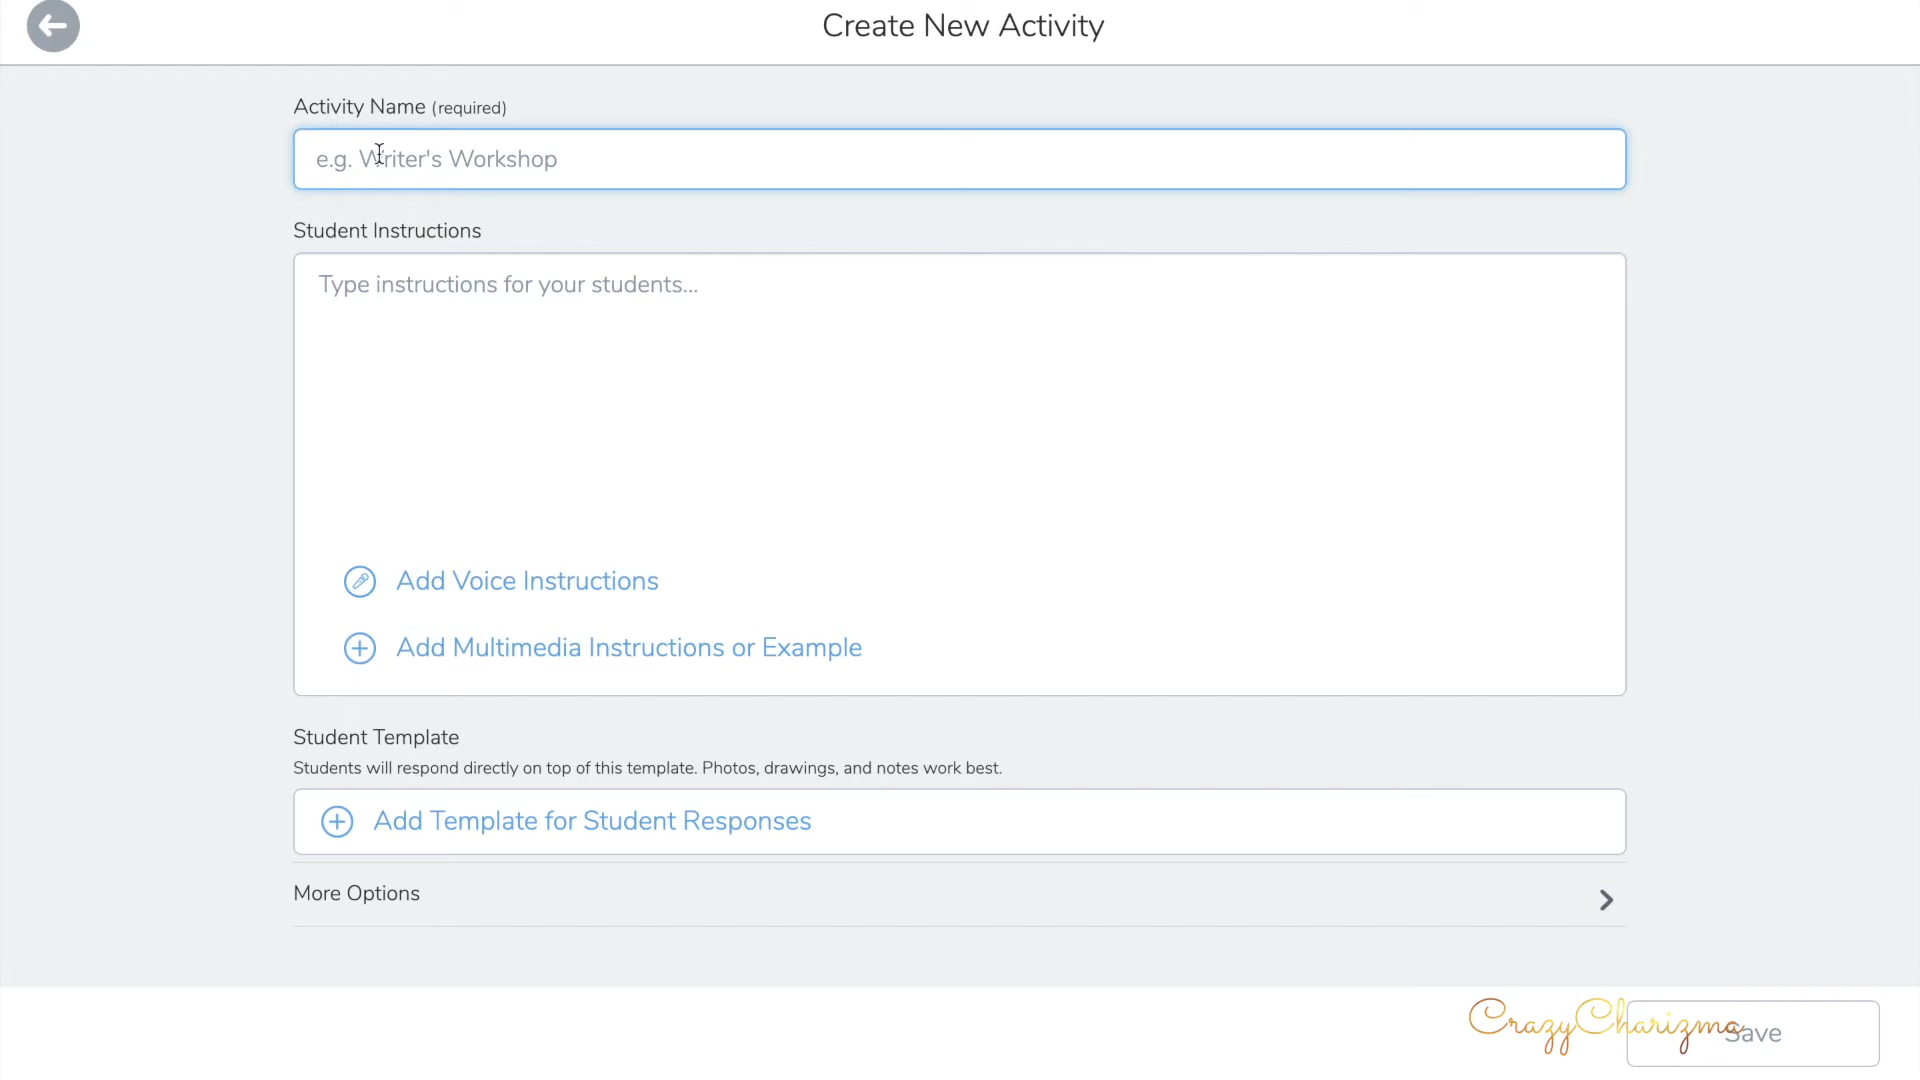 Create New Activity
Activity Name (required)
e.g. Writer's Workshop
Student Instructions
Type instructions for your students...
Add Voice Instructions
Add Multimedia Instructions or Example
Student Template
Students will respond directly on top of this template. Photos, drawings, and notes work best.
Add Template for Student Responses
More Options
CrazyCharizma
Save